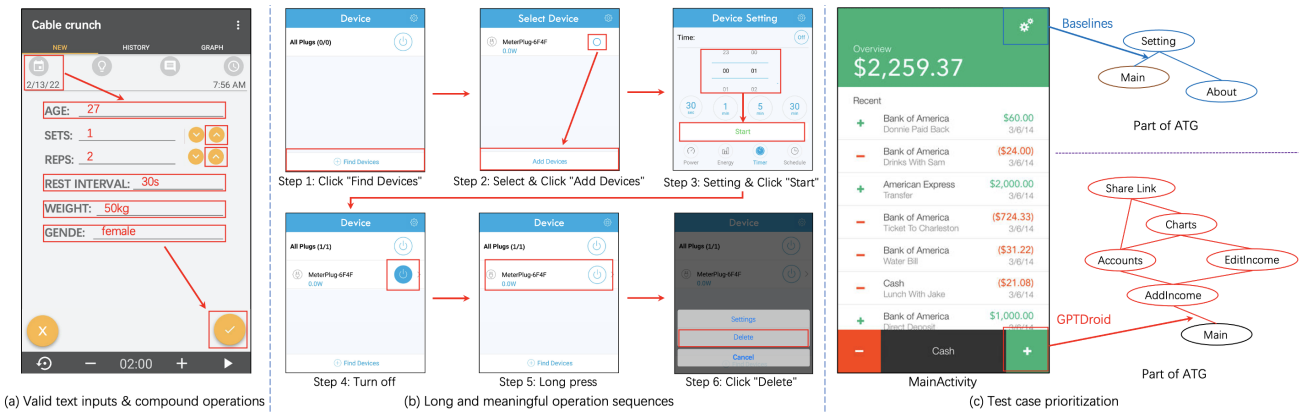 Cable crunch
NEW HISTORY GRAPH
2/13/22 7:56 AM
AGE: 27
SETS: 1
REPS: 2
REST INTERVAL: 30s
WEIGHT: 50kg
GENDE: female
X
02:00
(a) Valid text inputs & compound operations
Device
All Plugs (0/0)
Find Devices
Step 1: Click "Find Devices"
Select Device
MeterPlug-6F4F
0.0W
Add Devices
Step 2: Select & Click "Add Devices"
Device Setting
Time: Off
23 00
00 01
01 02
30 1 5 30
min min min min
Start
Power Energy Timer Schedule
Step 3: Setting & Click "Start"
Device
All Plugs (1/1)
MeterPlug-6F4F
0.0W
Find Devices
Step 4: Turn off
Device
All Plugs (1/1)
MeterPlug-6F4F
0.0W
Find Devices
Step 5: Long press
Device
All Plugs (1/1)
MeterPlug-6F4F
0.0W
Settings
Delete
Cancel
Step 6: Click "Delete"
(b) Long and meaningful operation sequences
Overview
$2,259.37
Recent
+ Bank of America $60.00
Donnie Paid Back 3/6/14
− Bank of America ($24.00)
Drinks With Sam 3/6/14
+ American Express $2,000.00
Transfer 3/6/14
− Bank of America ($724.33)
Ticket To Charleston 3/6/14
− Bank of America ($31.22)
Water Bill 3/6/14
− Cash ($21.08)
Lunch With Jake 3/6/14
+ Bank of America $1,000.00
Direct Deposit 3/6/14
− Cash +
MainActivity
Baselines
Setting
Main
About
Part of ATG
Share Link
Charts
Accounts
EditIncome
AddIncome
GPTDroid
Main
Part of ATG
(c) Test case prioritization